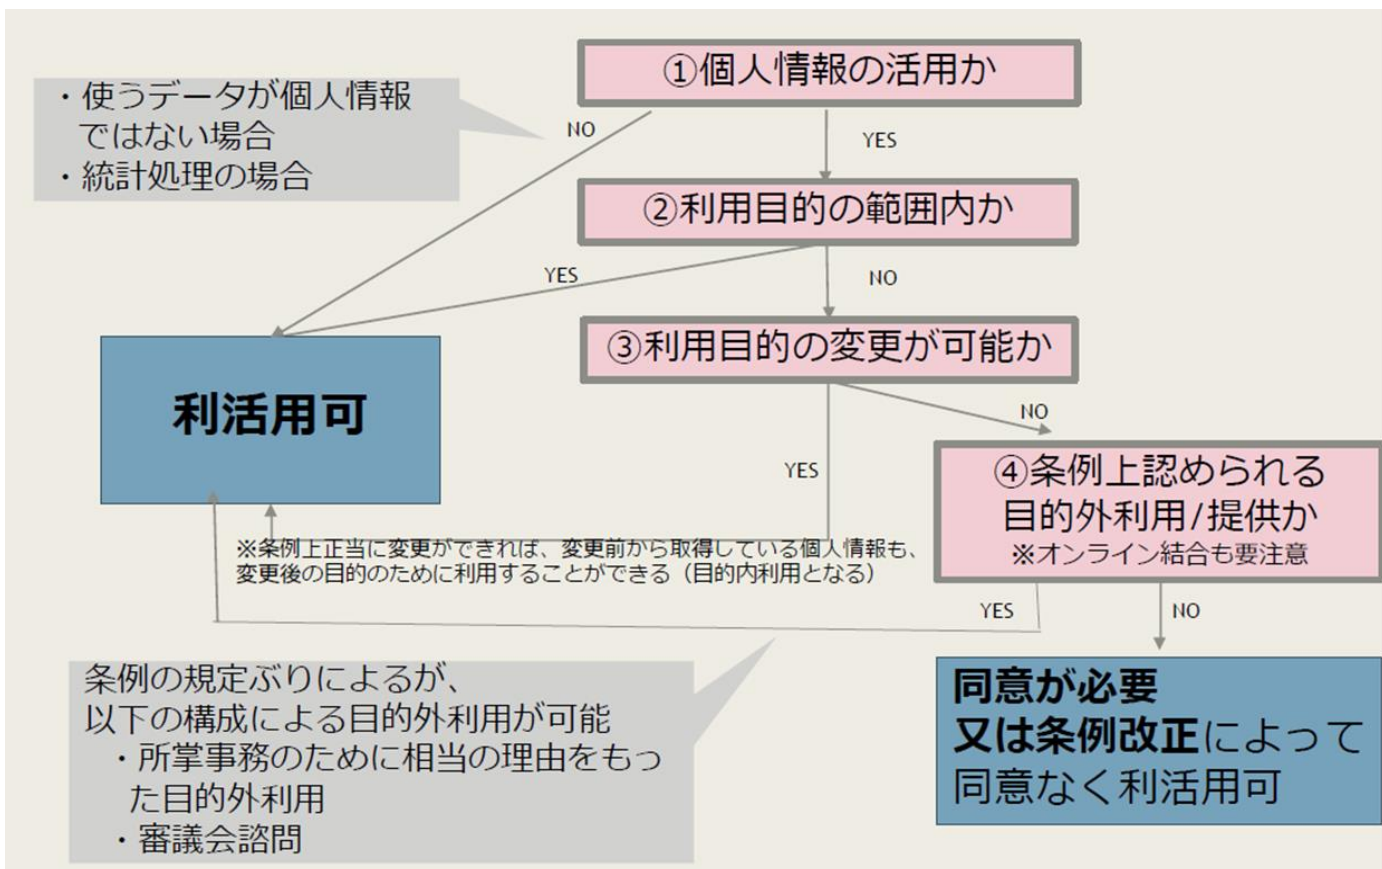 ①個人情報の活用か
・使うデータが個人情報
ではない場合
・統計処理の場合
NO
YES
②利用目的の範囲内か
YES
NO
③利用目的の変更が可能か
利活用可
NO
YES
④条例上認められる
目的外利用/提供か
※オンライン結合も要注意
※条例上正当に変更ができれば、変更前から取得している個人情報も、
変更後の目的のために利用することができる（目的内利用となる）
YES
NO
条例の規定ぶりによるが、
以下の構成による目的外利用が可能
・所掌事務のために相当の理由をもっ
た目的外利用
・審議会諮問
同意が必要
又は条例改正によって
同意なく利活用可